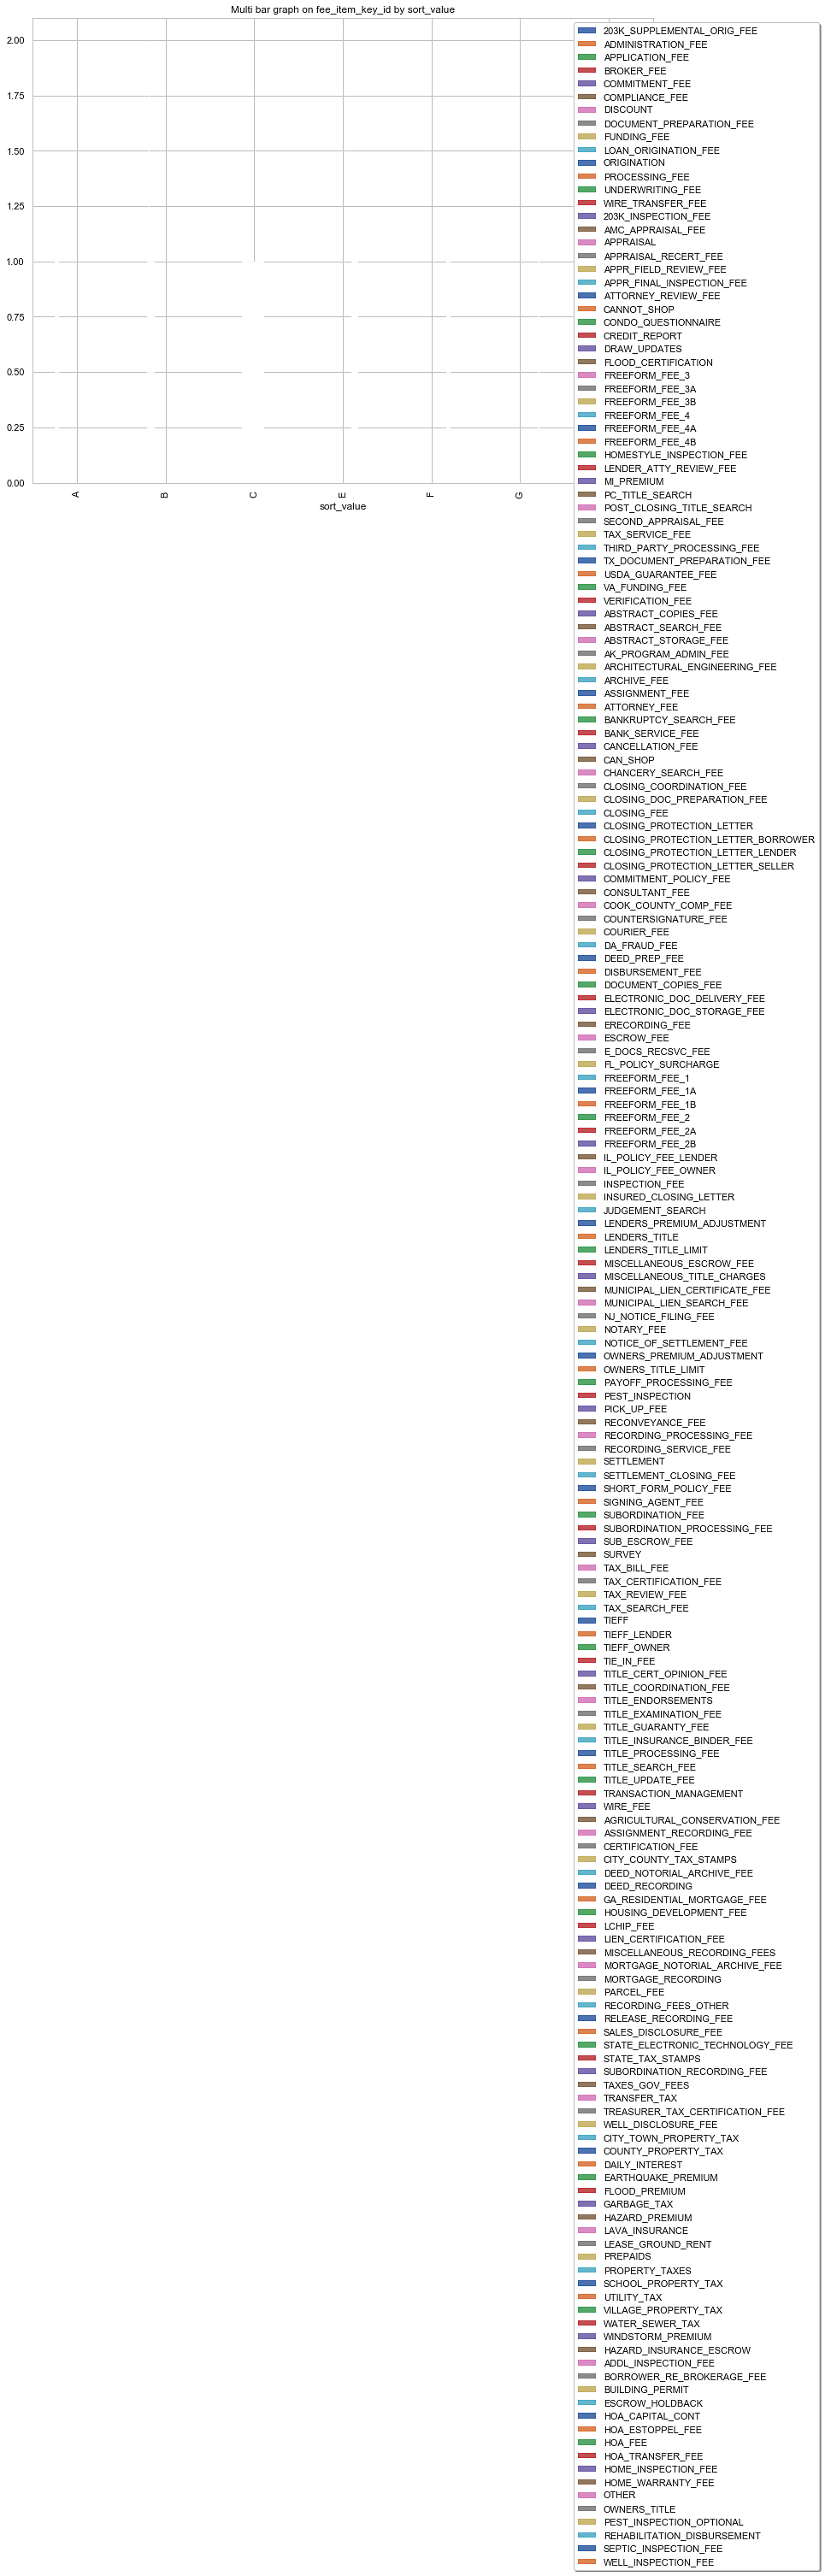 Multi bar graph on fee_item_key_id by sort_value
2.00
1.75
1.50
1.25
1.00
0.75
0.50
0.25
0.00
A
B
C
E
F
G
sort_value
203K_SUPPLEMENTAL_ORIG_FEE
ADMINISTRATION_FEE
APPLICATION_FEE
BROKER_FEE
COMMITMENT_FEE
COMPLIANCE_FEE
DISCOUNT
DOCUMENT_PREPARATION_FEE
FUNDING_FEE
LOAN_ORIGINATION_FEE
ORIGINATION
PROCESSING_FEE
UNDERWRITING_FEE
WIRE_TRANSFER_FEE
203K_INSPECTION_FEE
AMC_APPRAISAL_FEE
APPRAISAL
APPRAISAL_RECERT_FEE
APPR_FIELD_REVIEW_FEE
APPR_FINAL_INSPECTION_FEE
ATTORNEY_REVIEW_FEE
CANNOT_SHOP
CONDO_QUESTIONNAIRE
CREDIT_REPORT
DRAW_UPDATES
FLOOD_CERTIFICATION
FREEFORM_FEE_3
FREEFORM_FEE_3A
FREEFORM_FEE_3B
FREEFORM_FEE_4
FREEFORM_FEE_4A
FREEFORM_FEE_4B
HOMESTYLE_INSPECTION_FEE
LENDER_ATTY_REVIEW_FEE
MI_PREMIUM
PC_TITLE_SEARCH
POST_CLOSING_TITLE_SEARCH
SECOND_APPRAISAL_FEE
TAX_SERVICE_FEE
THIRD_PARTY_PROCESSING_FEE
TX_DOCUMENT_PREPARATION_FEE
USDA_GUARANTEE_FEE
VA_FUNDING_FEE
VERIFICATION_FEE
ABSTRACT_COPIES_FEE
ABSTRACT_SEARCH_FEE
ABSTRACT_STORAGE_FEE
AK_PROGRAM_ADMIN_FEE
ARCHITECTURAL_ENGINEERING_FEE
ARCHIVE_FEE
ASSIGNMENT_FEE
ATTORNEY_FEE
BANKRUPTCY_SEARCH_FEE
BANK_SERVICE_FEE
CANCELLATION_FEE
CAN_SHOP
CHANCERY_SEARCH_FEE
CLOSING_COORDINATION_FEE
CLOSING_DOC_PREPARATION_FEE
CLOSING_FEE
CLOSING_PROTECTION_LETTER
CLOSING_PROTECTION_LETTER_BORROWER
CLOSING_PROTECTION_LETTER_LENDER
CLOSING_PROTECTION_LETTER_SELLER
COMMITMENT_POLICY_FEE
CONSULTANT_FEE
COOK_COUNTY_COMP_FEE
COUNTERSIGNATURE_FEE
COURIER_FEE
DA_FRAUD_FEE
DEED_PREP_FEE
DISBURSEMENT_FEE
DOCUMENT_COPIES_FEE
ELECTRONIC_DOC_DELIVERY_FEE
ELECTRONIC_DOC_STORAGE_FEE
ERECORDING_FEE
ESCROW_FEE
E_DOCS_RECSVC_FEE
FL_POLICY_SURCHARGE
FREEFORM_FEE_1
FREEFORM_FEE_1A
FREEFORM_FEE_1B
FREEFORM_FEE_2
FREEFORM_FEE_2A
FREEFORM_FEE_2B
IL_POLICY_FEE_LENDER
IL_POLICY_FEE_OWNER
INSPECTION_FEE
INSURED_CLOSING_LETTER
JUDGEMENT_SEARCH
LENDERS_PREMIUM_ADJUSTMENT
LENDERS_TITLE
LENDERS_TITLE_LIMIT
MISCELLANEOUS_ESCROW_FEE
MISCELLANEOUS_TITLE_CHARGES
MUNICIPAL_LIEN_CERTIFICATE_FEE
MUNICIPAL_LIEN_SEARCH_FEE
NJ_NOTICE_FILING_FEE
NOTARY_FEE
NOTICE_OF_SETTLEMENT_FEE
OWNERS_PREMIUM_ADJUSTMENT
OWNERS_TITLE_LIMIT
PAYOFF_PROCESSING_FEE
PEST_INSPECTION
PICK_UP_FEE
RECONVEYANCE_FEE
RECORDING_PROCESSING_FEE
RECORDING_SERVICE_FEE
SETTLEMENT
SETTLEMENT_CLOSING_FEE
SHORT_FORM_POLICY_FEE
SIGNING_AGENT_FEE
SUBORDINATION_FEE
SUBORDINATION_PROCESSING_FEE
SUB_ESCROW_FEE
SURVEY
TAX_BILL_FEE
TAX_CERTIFICATION_FEE
TAX_REVIEW_FEE
TAX_SEARCH_FEE
TIEFF
TIEFF_LENDER
TIEFF_OWNER
TIE_IN_FEE
TITLE_CERT_OPINION_FEE
TITLE_COORDINATION_FEE
TITLE_ENDORSEMENTS
TITLE_EXAMINATION_FEE
TITLE_GUARANTY_FEE
TITLE_INSURANCE_BINDER_FEE
TITLE_PROCESSING_FEE
TITLE_SEARCH_FEE
TITLE_UPDATE_FEE
TRANSACTION_MANAGEMENT
WIRE_FEE
AGRICULTURAL_CONSERVATION_FEE
ASSIGNMENT_RECORDING_FEE
CERTIFICATION_FEE
CITY_COUNTY_TAX_STAMPS
DEED_NOTORIAL_ARCHIVE_FEE
DEED_RECORDING
GA_RESIDENTIAL_MORTGAGE_FEE
HOUSING_DEVELOPMENT_FEE
LCHIP_FEE
LIEN_CERTIFICATION_FEE
MISCELLANEOUS_RECORDING_FEES
MORTGAGE_NOTORIAL_ARCHIVE_FEE
MORTGAGE_RECORDING
PARCEL_FEE
RECORDING_FEES_OTHER
RELEASE_RECORDING_FEE
SALES_DISCLOSURE_FEE
STATE_ELECTRONIC_TECHNOLOGY_FEE
STATE_TAX_STAMPS
SUBORDINATION_RECORDING_FEE
TAXES_GOV_FEES
TRANSFER_TAX
TREASURER_TAX_CERTIFICATION_FEE
WELL_DISCLOSURE_FEE
CITY_TOWN_PROPERTY_TAX
COUNTY_PROPERTY_TAX
DAILY_INTEREST
EARTHQUAKE_PREMIUM
FLOOD_PREMIUM
GARBAGE_TAX
HAZARD_PREMIUM
LAVA_INSURANCE
LEASE_GROUND_RENT
PREPAIDS
PROPERTY_TAXES
SCHOOL_PROPERTY_TAX
UTILITY_TAX
VILLAGE_PROPERTY_TAX
WATER_SEWER_TAX
WINDSTORM_PREMIUM
HAZARD_INSURANCE_ESCROW
ADDL_INSPECTION_FEE
BORROWER_RE_BROKERAGE_FEE
BUILDING_PERMIT
ESCROW_HOLDBACK
HOA_CAPITAL_CONT
HOA_ESTOPPEL_FEE
HOA_FEE
HOA_TRANSFER_FEE
HOME_INSPECTION_FEE
HOME_WARRANTY_FEE
OTHER
OWNERS_TITLE
PEST_INSPECTION_OPTIONAL
REHABILITATION_DISBURSEMENT
SEPTIC_INSPECTION_FEE
WELL_INSPECTION_FEE